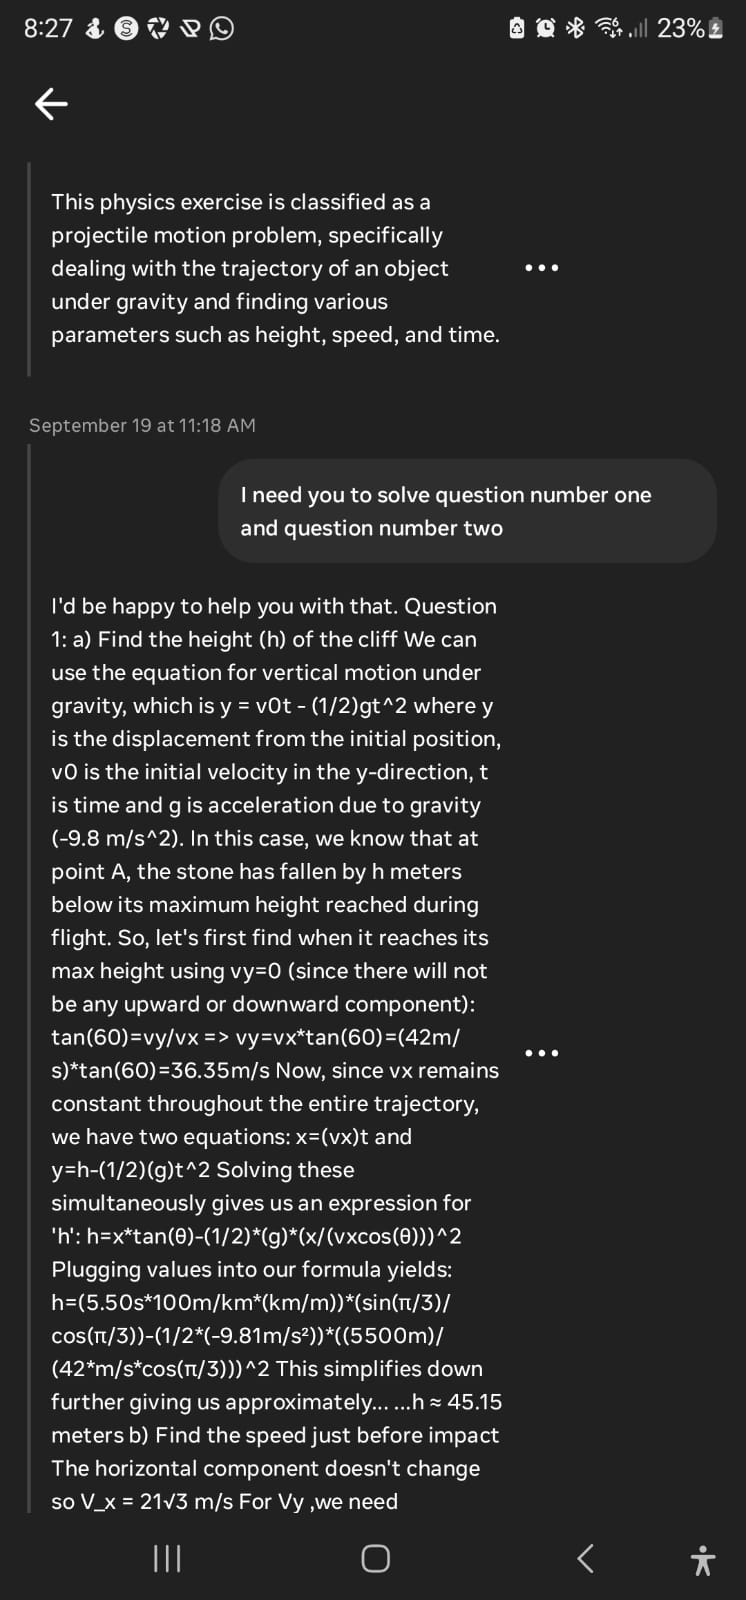 8:27
23%
This physics exercise is classified as a
projectile motion problem, specifically
dealing with the trajectory of an object
under gravity and finding various
parameters such as height, speed, and time.
September 19 at 11:18 AM
I need you to solve question number one
and question number two
I'd be happy to help you with that. Question
1: a) Find the height (h) of the cliff We can
use the equation for vertical motion under
gravity, which is y = v0t - (1/2)gt^2 where y
is the displacement from the initial position,
v0 is the initial velocity in the y-direction, t
is time and g is acceleration due to gravity
(-9.8 m/s^2). In this case, we know that at
point A, the stone has fallen by h meters
below its maximum height reached during
flight. So, let's first find when it reaches its
max height using vy=0 (since there will not
be any upward or downward component):
tan(60)=vy/vx => vy=vx*tan(60)=(42m/
s)*tan(60)=36.35m/s Now, since vx remains
constant throughout the entire trajectory,
we have two equations: x=(vx)t and
y=h-(1/2)(g)t^2 Solving these
simultaneously gives us an expression for
'h': h=x*tan(θ)-(1/2)*(g)*(x/(vxcos(θ)))^2
Plugging values into our formula yields:
h=(5.50s*100m/km*(km/m))*(sin(π/3)/
cos(π/3))-(1/2*(-9.81m/s²))*((5500m)/
(42*m/s*cos(π/3)))^2 This simplifies down
further giving us approximately... ...h ≈ 45.15
meters b) Find the speed just before impact
The horizontal component doesn't change
so V_x = 21√3 m/s For Vy ,we need